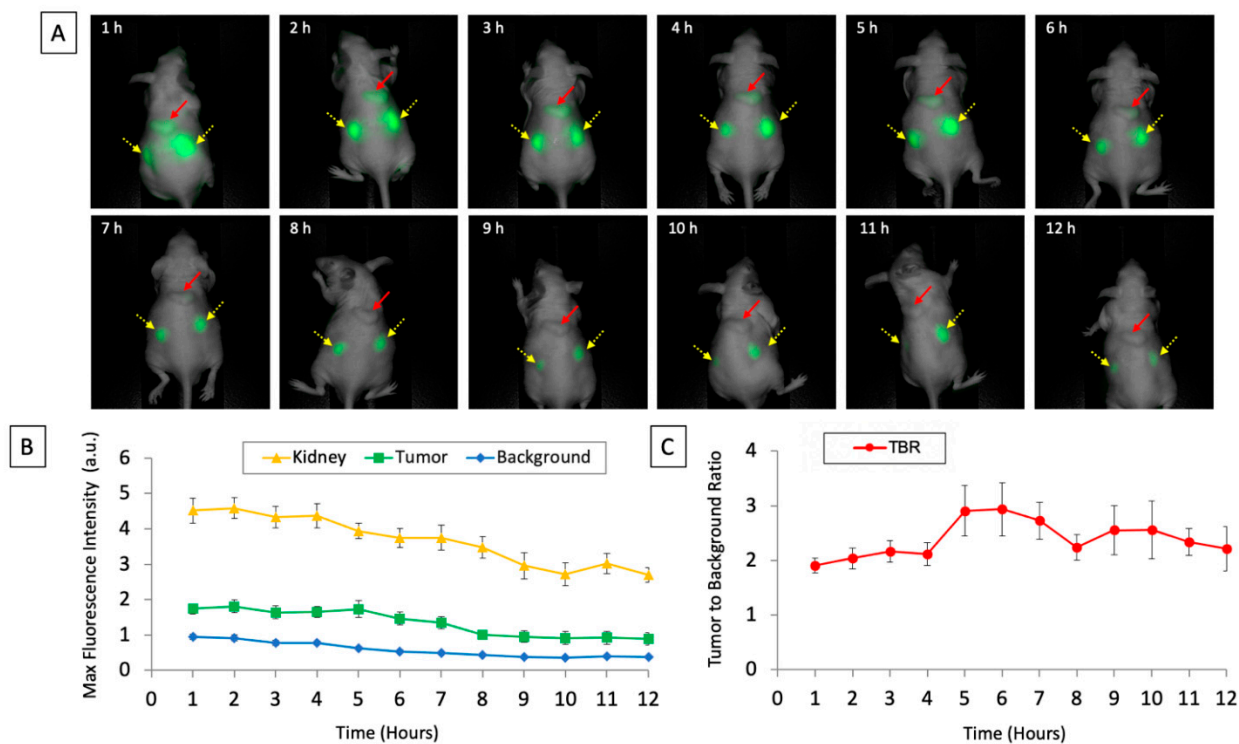 A
1 h
2 h
3 h
4 h
5 h
6 h
7 h
8 h
9 h
10 h
11 h
12 h
B
Max Fluorescence Intensity (a.u.)
6
5
4
3
2
1
0
Kidney Tumor Background
0 1 2 3 4 5 6 7 8 9 10 11 12
Time (Hours)
C
Tumor to Background Ratio
4
3
2
1
0
TBR
0 1 2 3 4 5 6 7 8 9 10 11 12
Time (Hours)